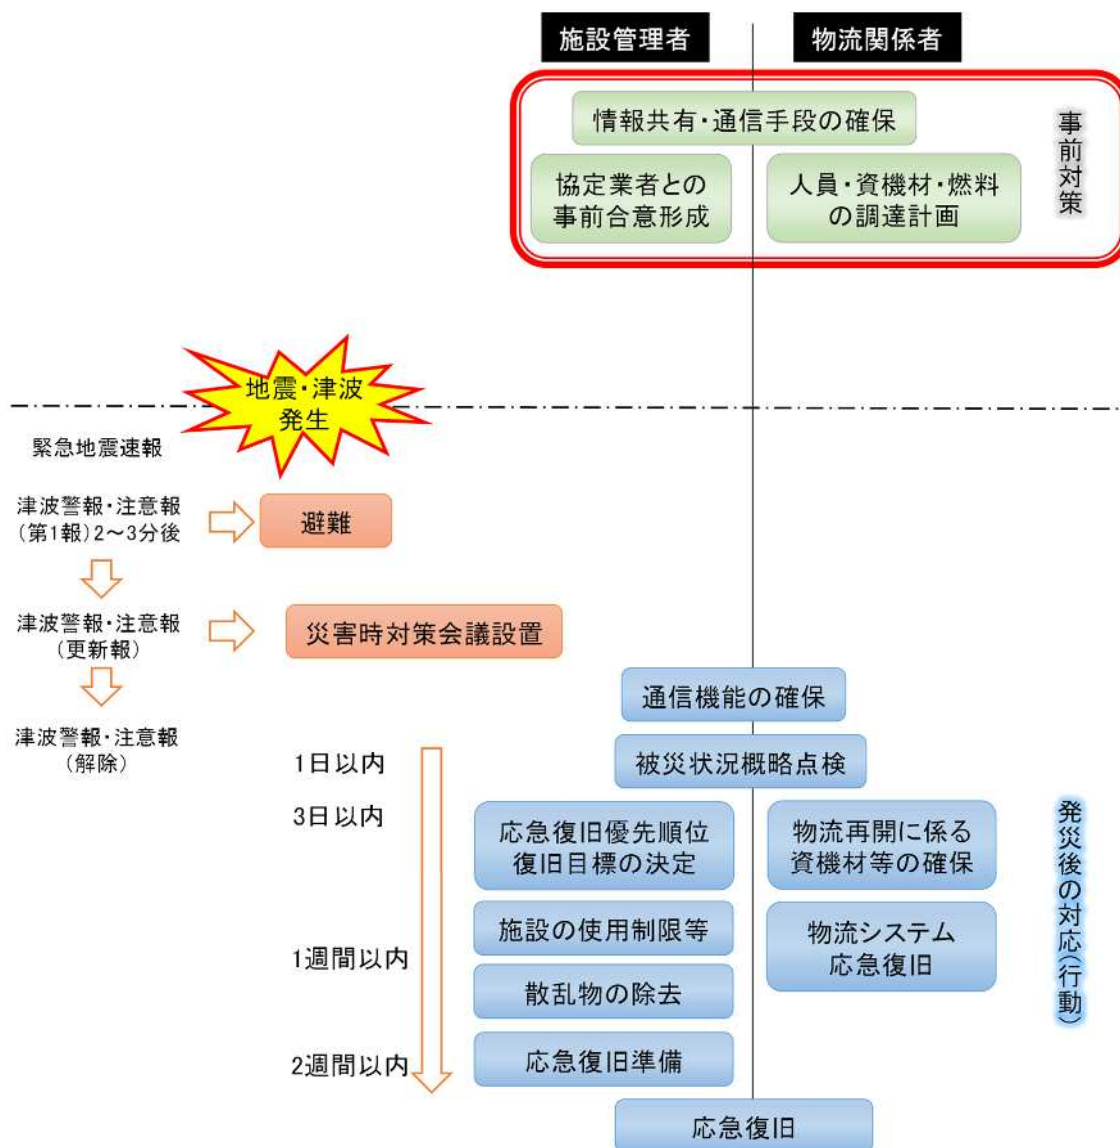 施設管理者
物流関係者
情報共有・通信手段の確保
協定業者との
事前合意形成
人員・資機材・燃料
の調達計画
事前対策
地震・津波
発生
緊急地震速報
津波警報・注意報
(第1報)2～3分後
避難
津波警報・注意報
(更新報)
災害時対策会議設置
津波警報・注意報
(解除)
通信機能の確保
1日以内
被災状況概略点検
3日以内
応急復旧優先順位
復旧目標の決定
物流再開に係る
資機材等の確保
施設の使用制限等
物流システム
応急復旧
1週間以内
散乱物の除去
2週間以内
応急復旧準備
応急復旧
発災後の対応(行動)